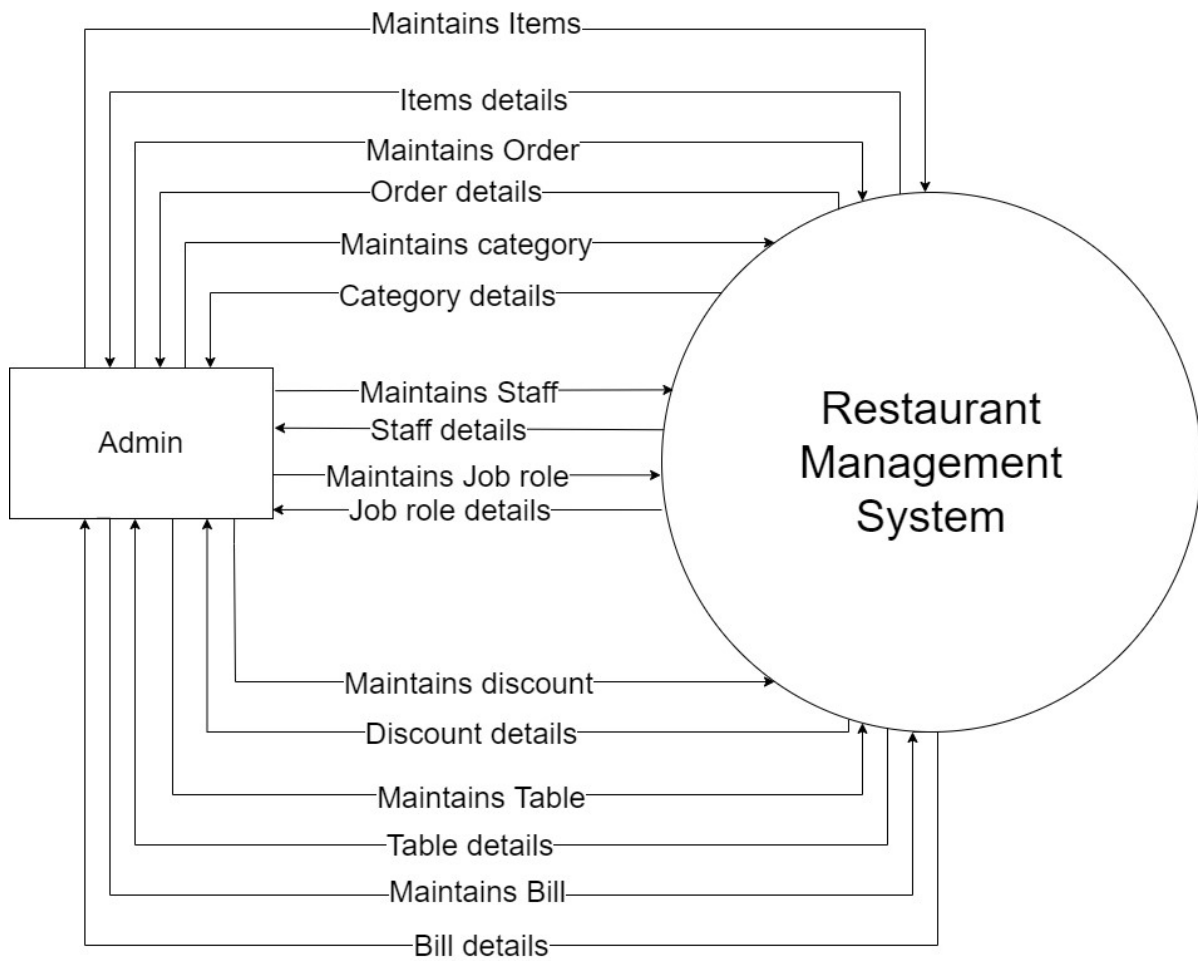 Maintains Items
Items details
Maintains Order
Order details
Maintains category
Category details
Maintains Staff
Staff details
Maintains Job role
Job role details
Admin
Restaurant
Management
System
Maintains discount
Discount details
Maintains Table
Table details
Maintains Bill
Bill details